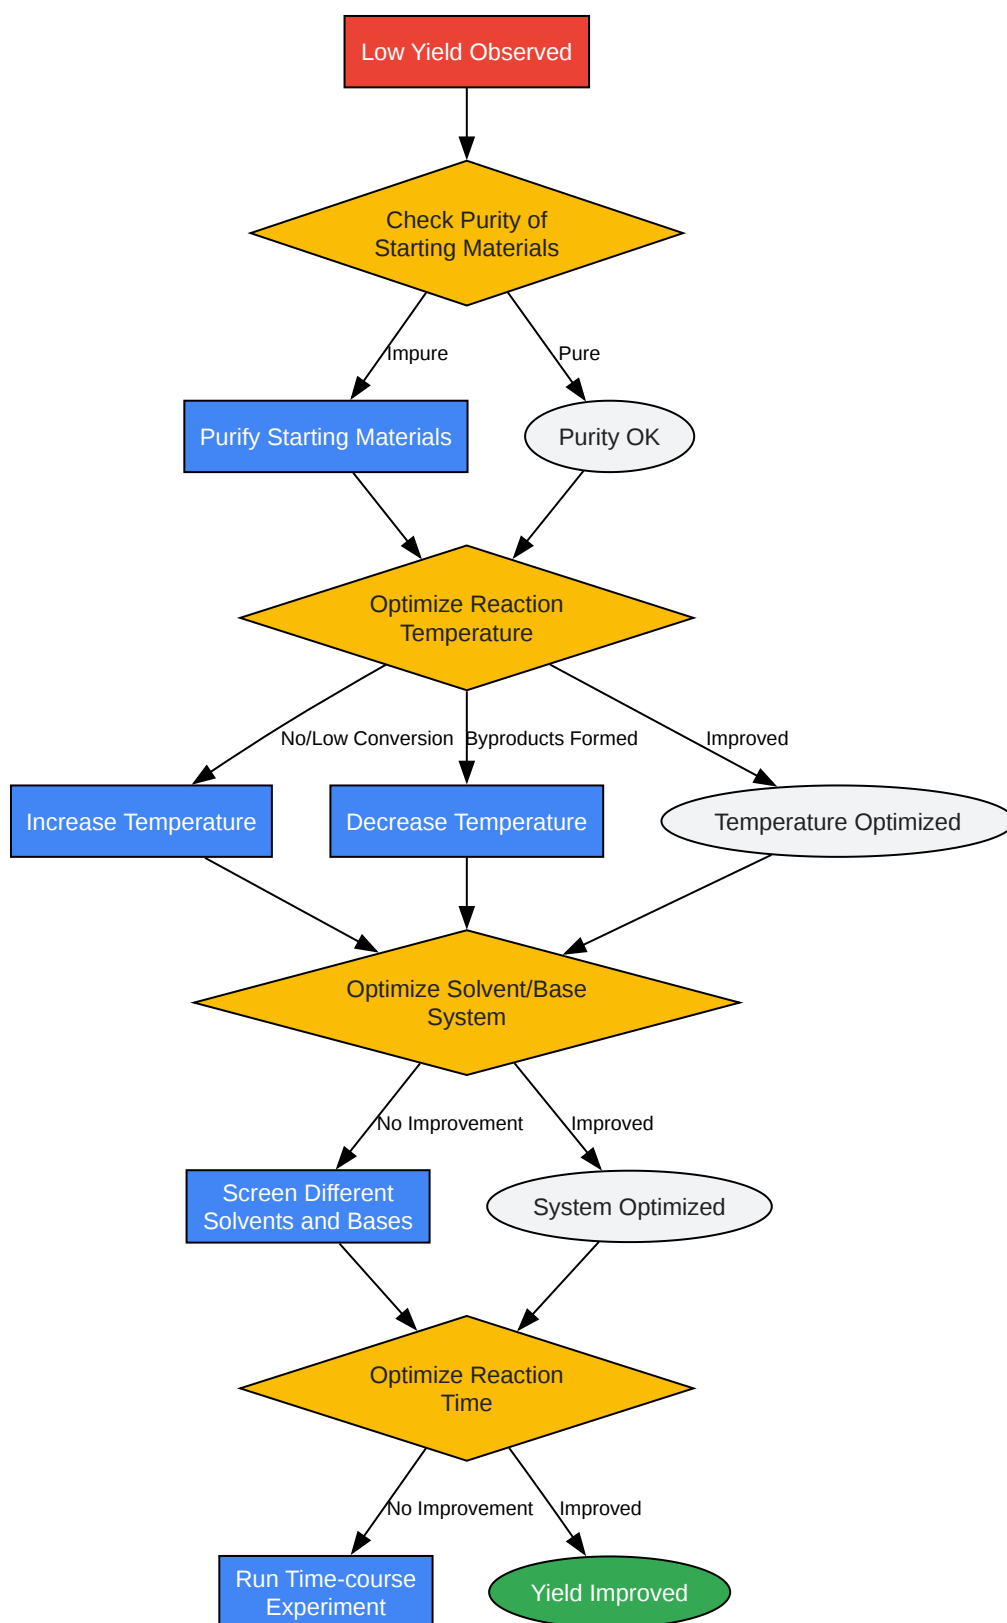 Low Yield Observed
Check Purity of
Starting Materials
Impure
Pure
Purify Starting Materials
Purity OK
Optimize Reaction
Temperature
No/Low Conversion
Byproducts Formed
Improved
Increase Temperature
Decrease Temperature
Temperature Optimized
Optimize Solvent/Base
System
No Improvement
Improved
Screen Different
Solvents and Bases
System Optimized
Optimize Reaction
Time
No Improvement
Improved
Run Time-course
Experiment
Yield Improved